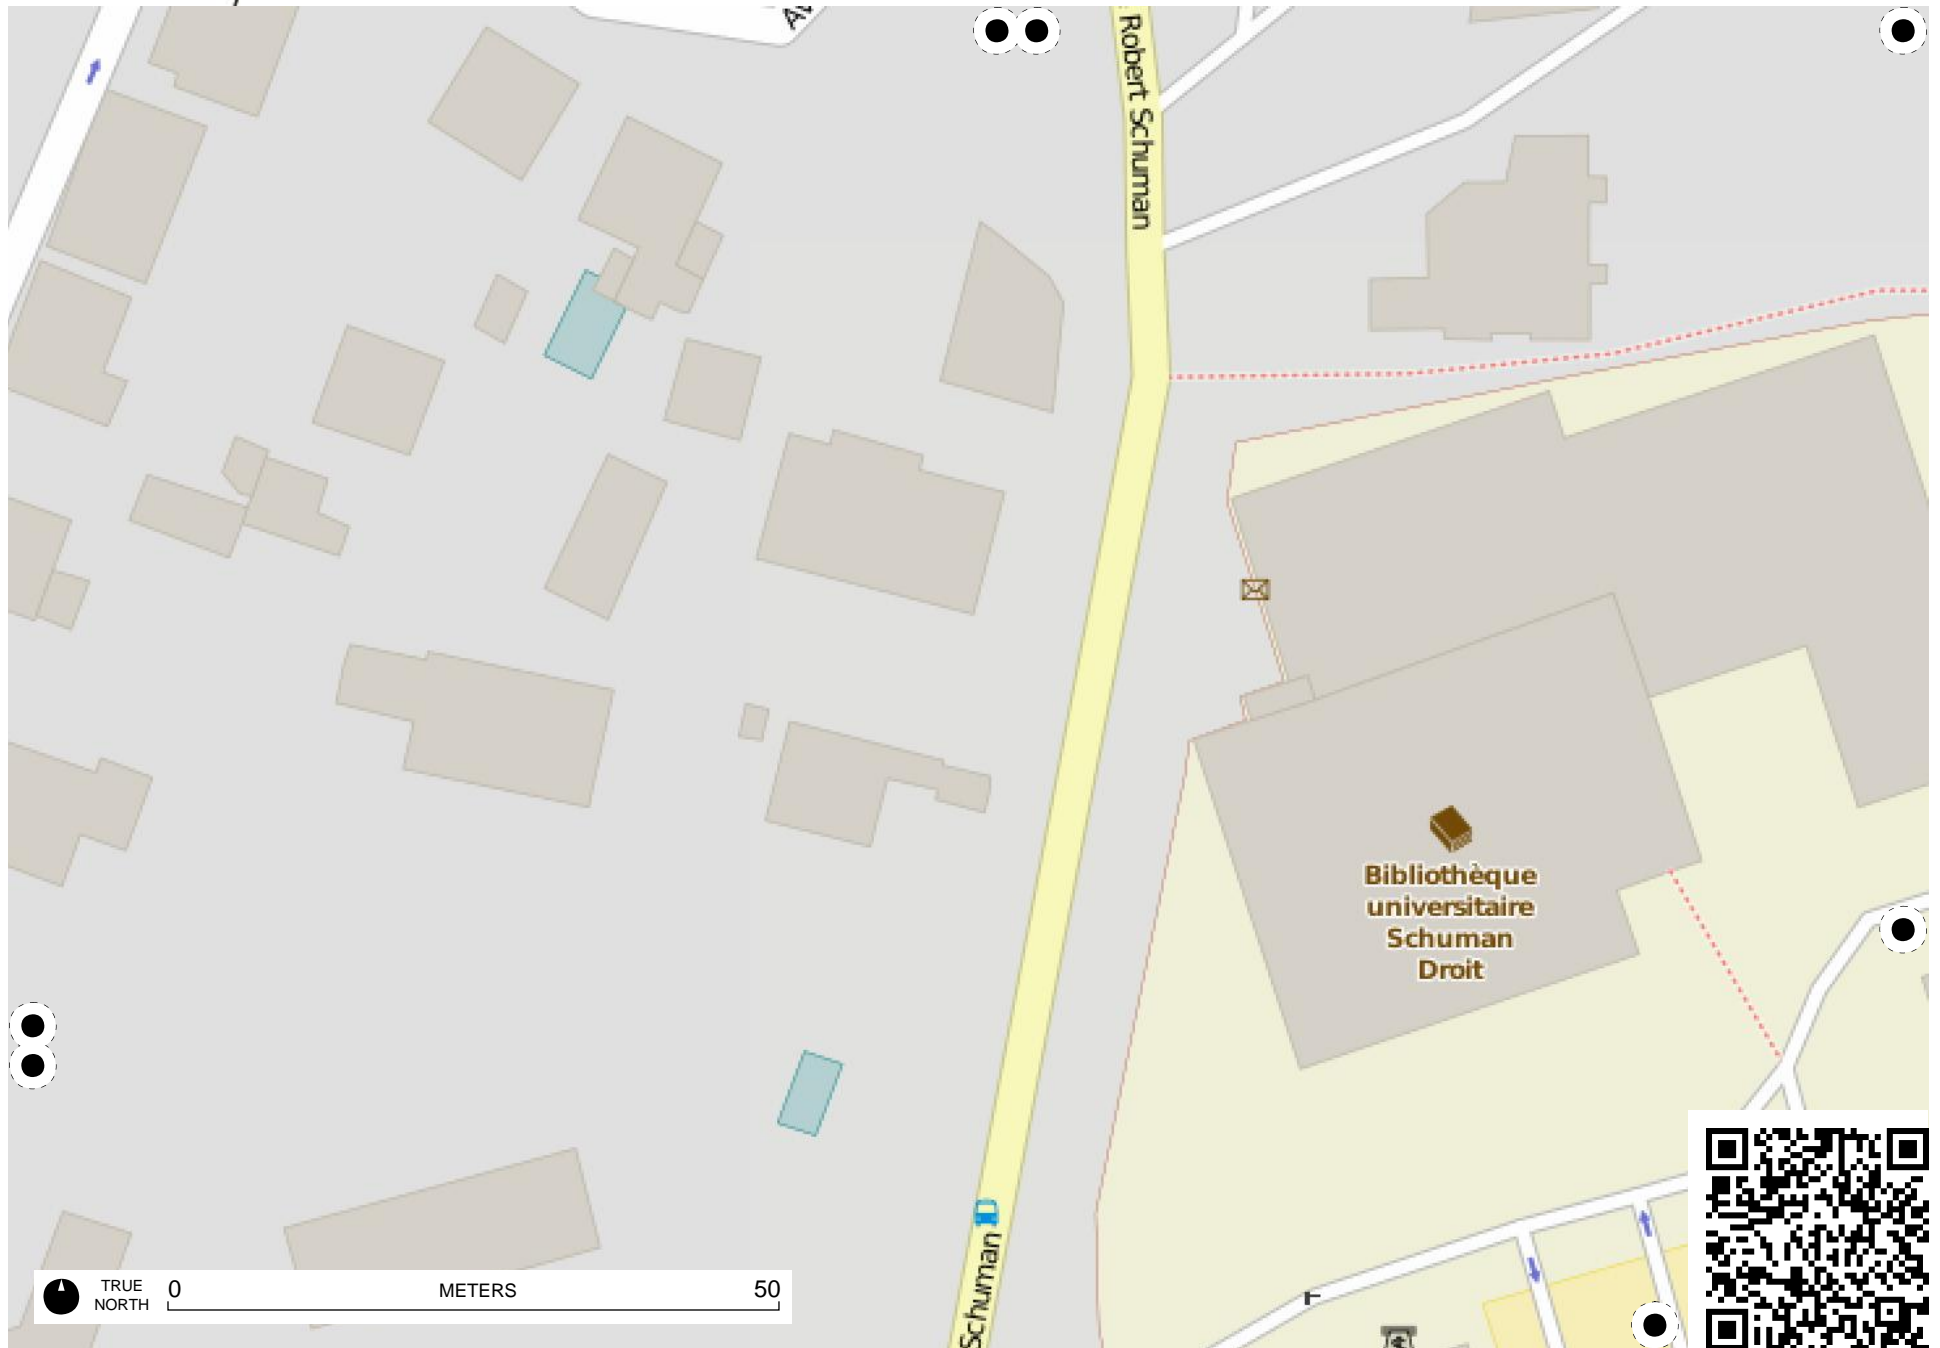 Robert Schuman
Bibliothèque
universitaire
Schuman
Droit
Schuman
TRUE
NORTH
0
METERS
50